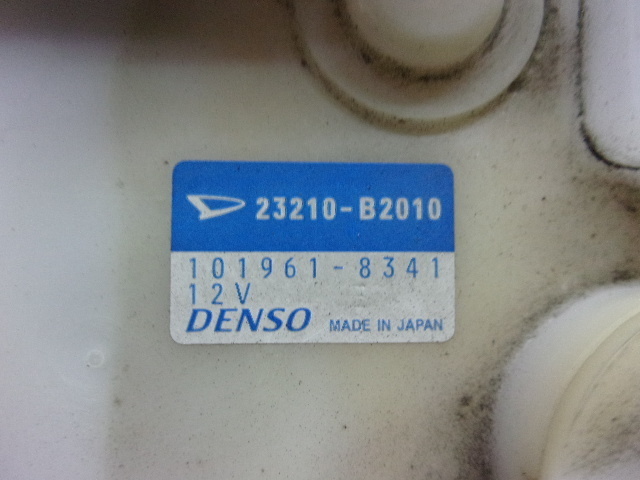 23210-B2010
101961-8341
12V
DENSO MADE IN JAPAN